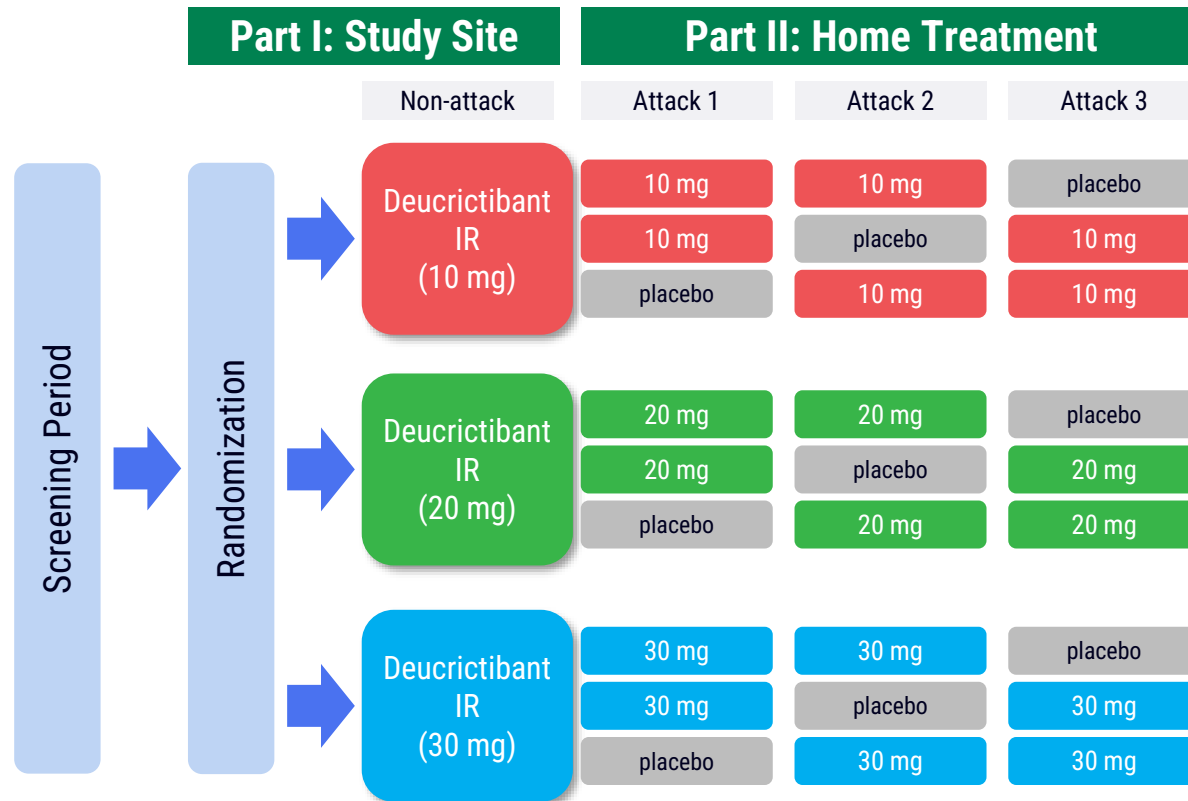 Part I: Study Site
Part II: Home Treatment
Non-attack
Attack 1
Attack 2
Attack 3
Screening Period
Randomization
Deucrictibant
IR
(10 mg)
10 mg
10 mg
placebo
10 mg
placebo
10 mg
placebo
10 mg
10 mg
Deucrictibant
IR
(20 mg)
20 mg
20 mg
placebo
20 mg
placebo
20 mg
placebo
20 mg
20 mg
Deucrictibant
IR
(30 mg)
30 mg
30 mg
placebo
30 mg
placebo
30 mg
placebo
30 mg
30 mg